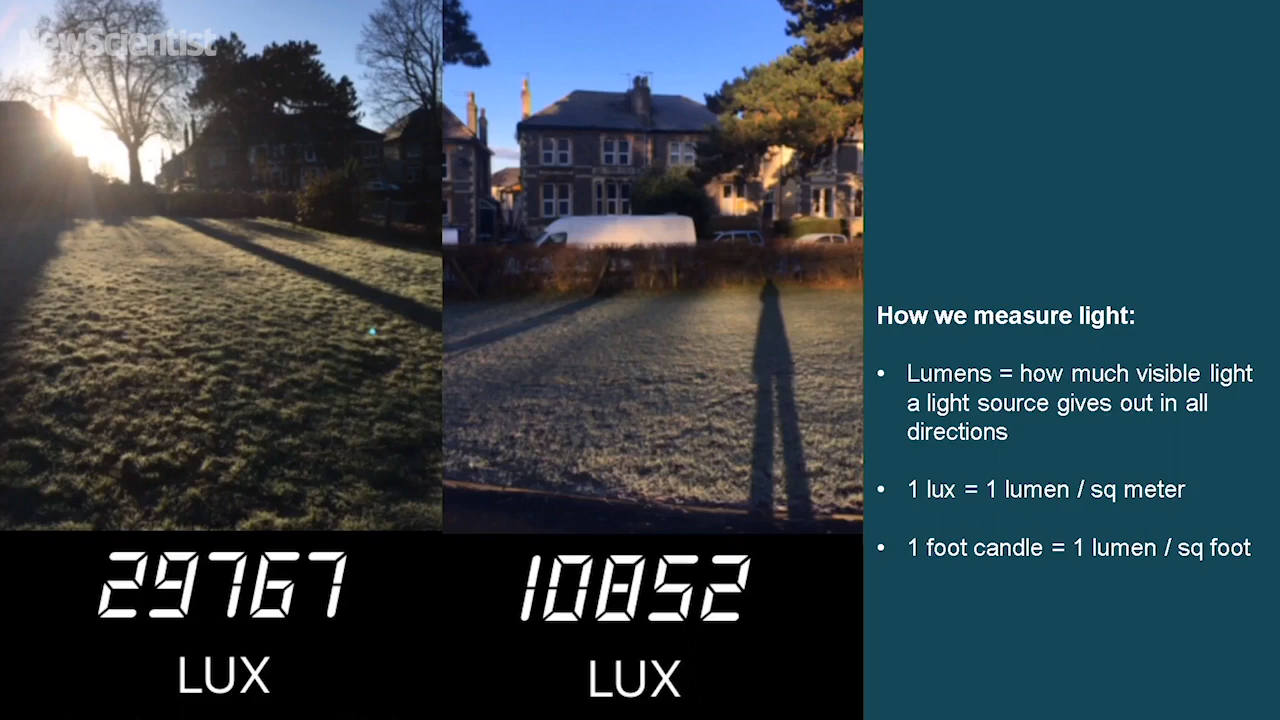 NewScientist
29767
LUX
10852
LUX
How we measure light:
• Lumens = how much visible light
a light source gives out in all
directions
• 1 lux = 1 lumen / sq meter
• 1 foot candle = 1 lumen / sq foot